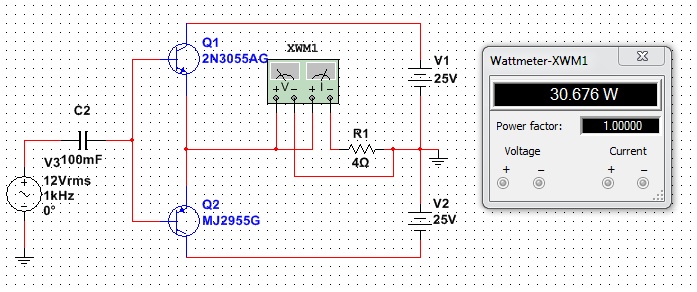 Q1
2N3055AG
XWM1
V I
+ - + -
V1
25V
C2
100mF
V3
12Vrms
1kHz
0°
R1
4Ω
Q2
MJ2955G
V2
25V
Wattmeter-XWM1
30.676 W
Power factor: 1.00000
Voltage Current
+ - + -